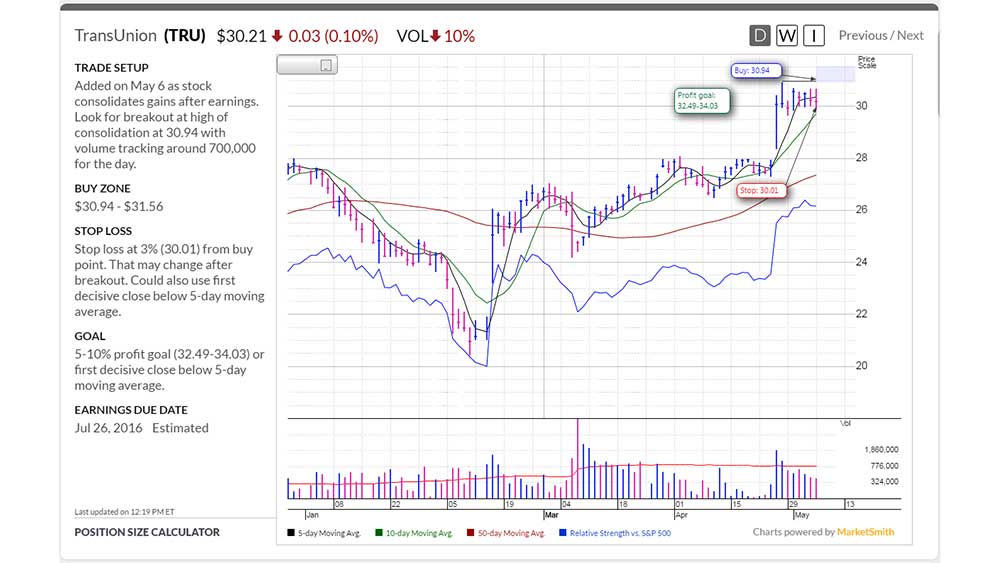 TransUnion (TRU) $30.21 0.03 (0.10%) VOL 10% D W I Previous / Next
TRADE SETUP
Added on May 6 as stock
consolidates gains after earnings.
Look for breakout at high of
consolidation at 30.94 with
volume tracking around 700,000
for the day.
BUY ZONE
$30.94 - $31.56
STOP LOSS
Stop loss at 3% (30.01) from buy
point. That may change after
breakout. Could also use first
decisive close below 5-day moving
average.
GOAL
5-10% profit goal (32.49-34.03) or
first decisive close below 5-day
moving average.
EARNINGS DUE DATE
Jul 26, 2016 Estimated
Last updated on 12:19 PM ET
POSITION SIZE CALCULATOR
Price
Scale
Buy: 30.94
Profit goal:
32.49-34.03
30
28
Stop: 30.01
26
24
22
20
Vol
1,860,000
776,000
324,000
08 22 05 19 04 18 01 15 29 13
Jan Mar Apr May
5-day Moving Avg. 10-day Moving Avg. 50-day Moving Avg. Relative Strength vs. S&P 500
Charts powered by MarketSmith